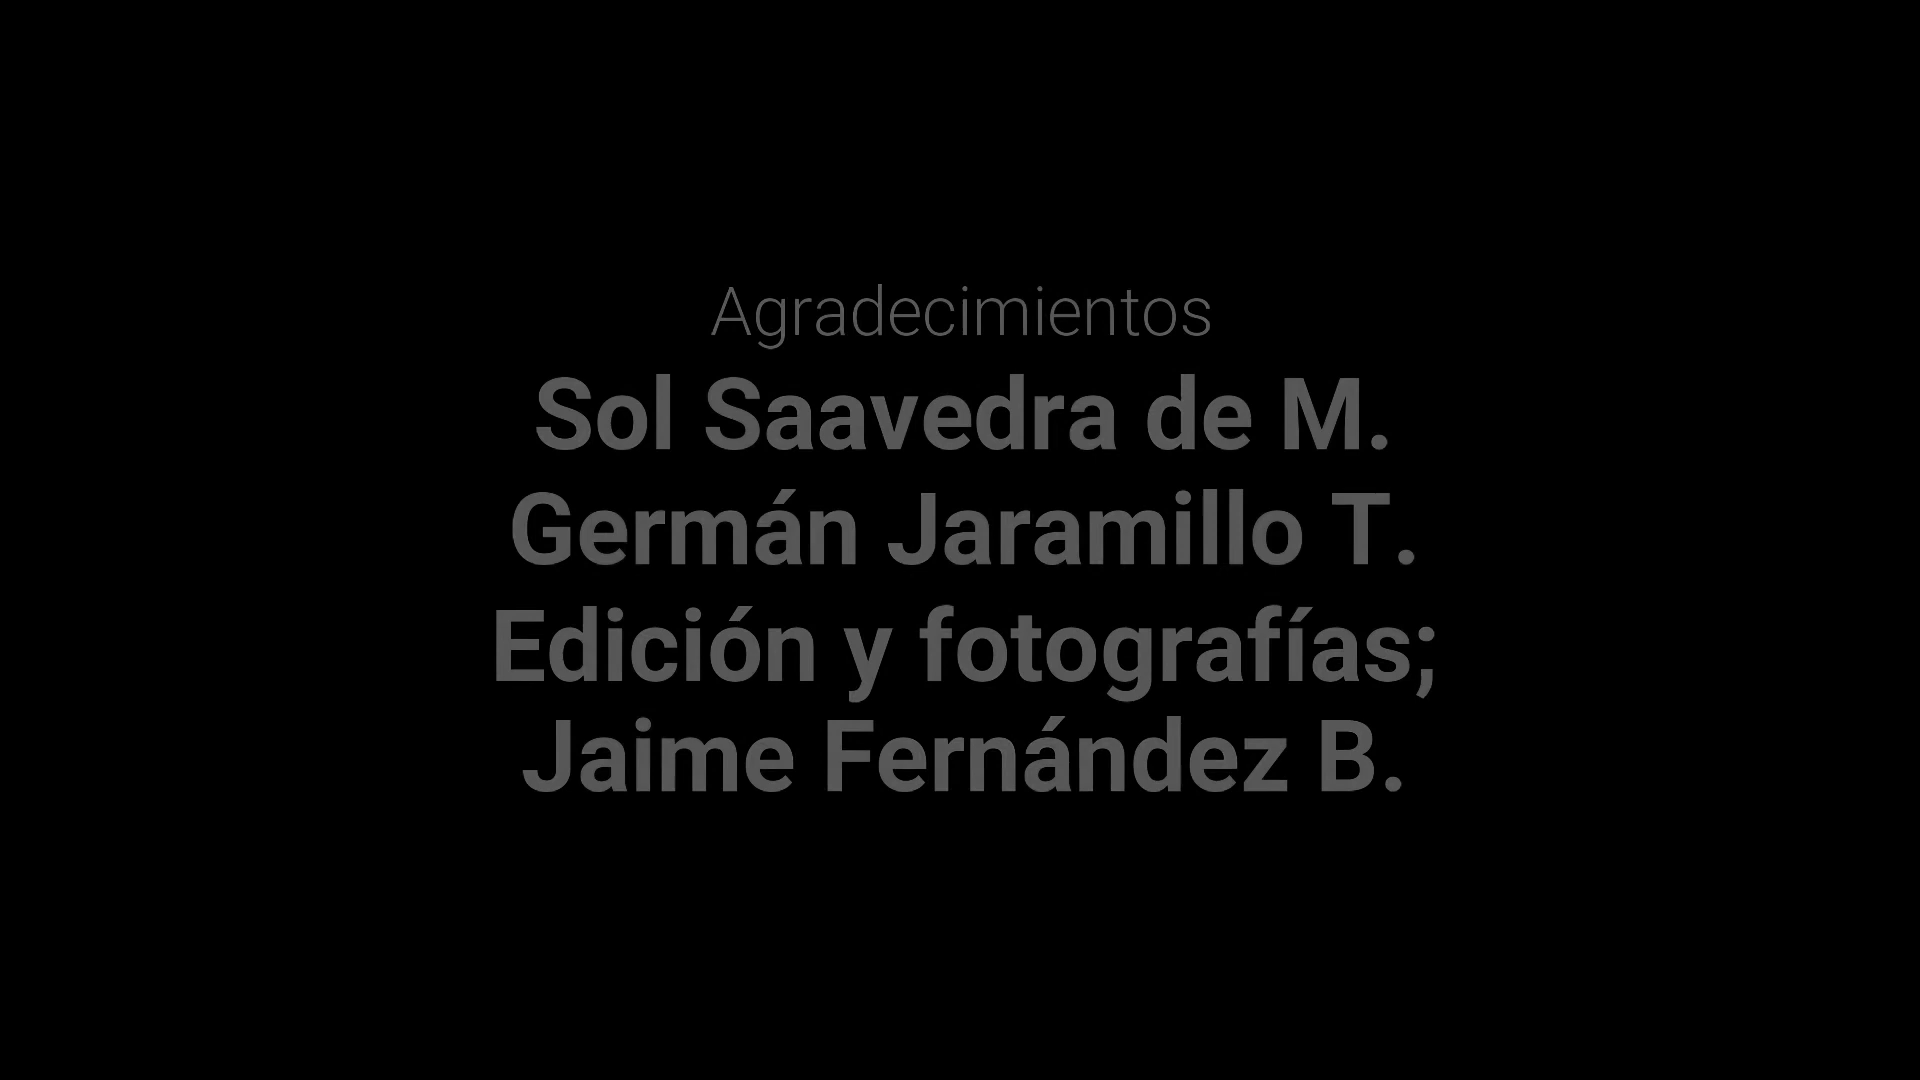 Agradecimientos
Sol Saavedra de M.
Germán Jaramillo T.
Edición y fotografías;
Jaime Fernández B.